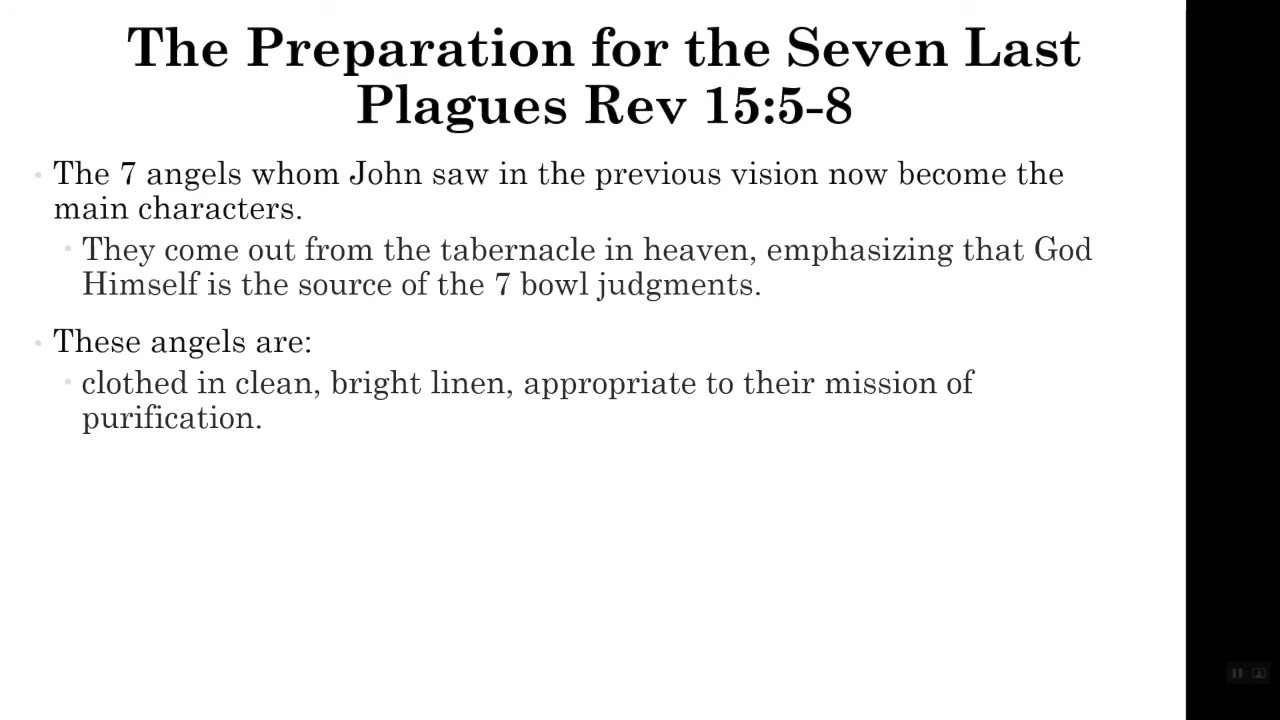 The Preparation for the Seven Last
Plagues Rev 15:5-8
• The 7 angels whom John saw in the previous vision now become the
main characters.
• They come out from the tabernacle in heaven, emphasizing that God
Himself is the source of the 7 bowl judgments.
• These angels are:
• clothed in clean, bright linen, appropriate to their mission of
purification.